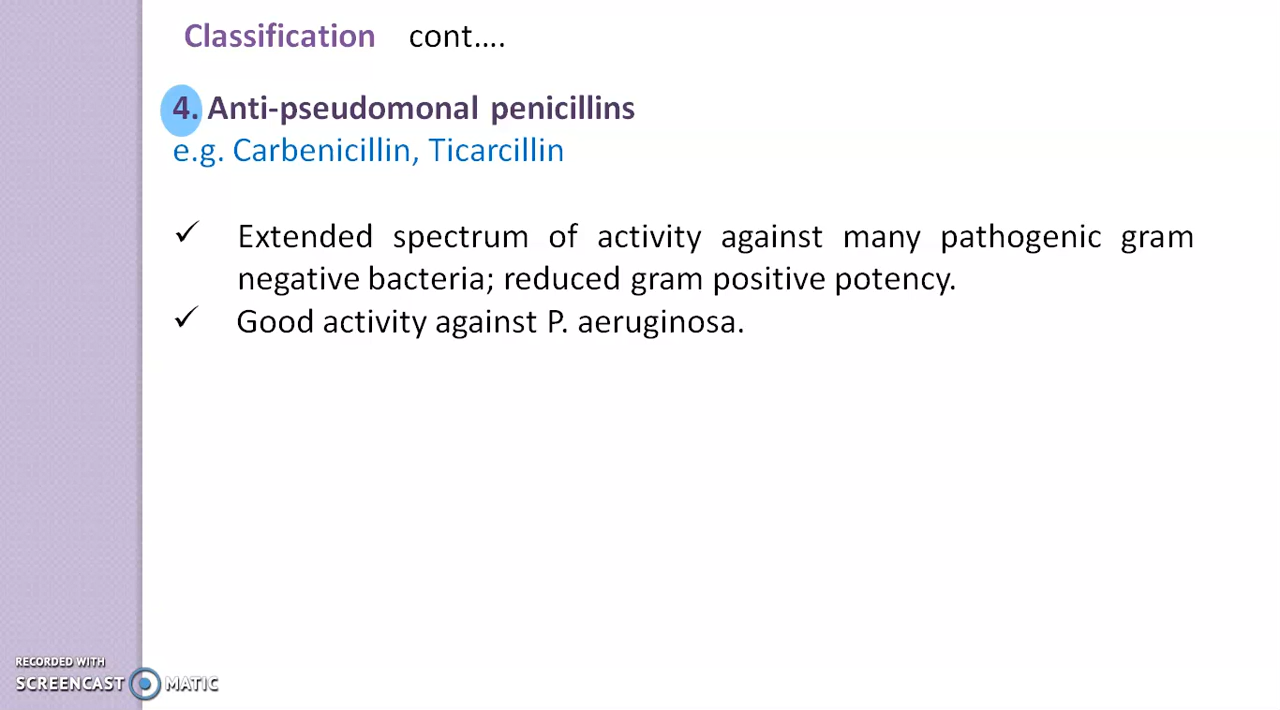 Classification cont....
4. Anti-pseudomonal penicillins
e.g. Carbenicillin, Ticarcillin
✓ Extended spectrum of activity against many pathogenic gram
negative bacteria; reduced gram positive potency.
✓ Good activity against P. aeruginosa.
RECORDED WITH
SCREENCAST MATIC